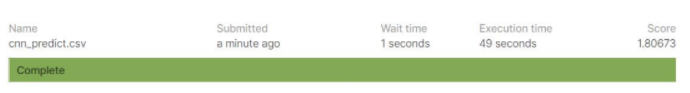 Name Submitted Wait time Execution time Score
cnn_predict.csv a minute ago 1 seconds 49 seconds 1.80673
Complete